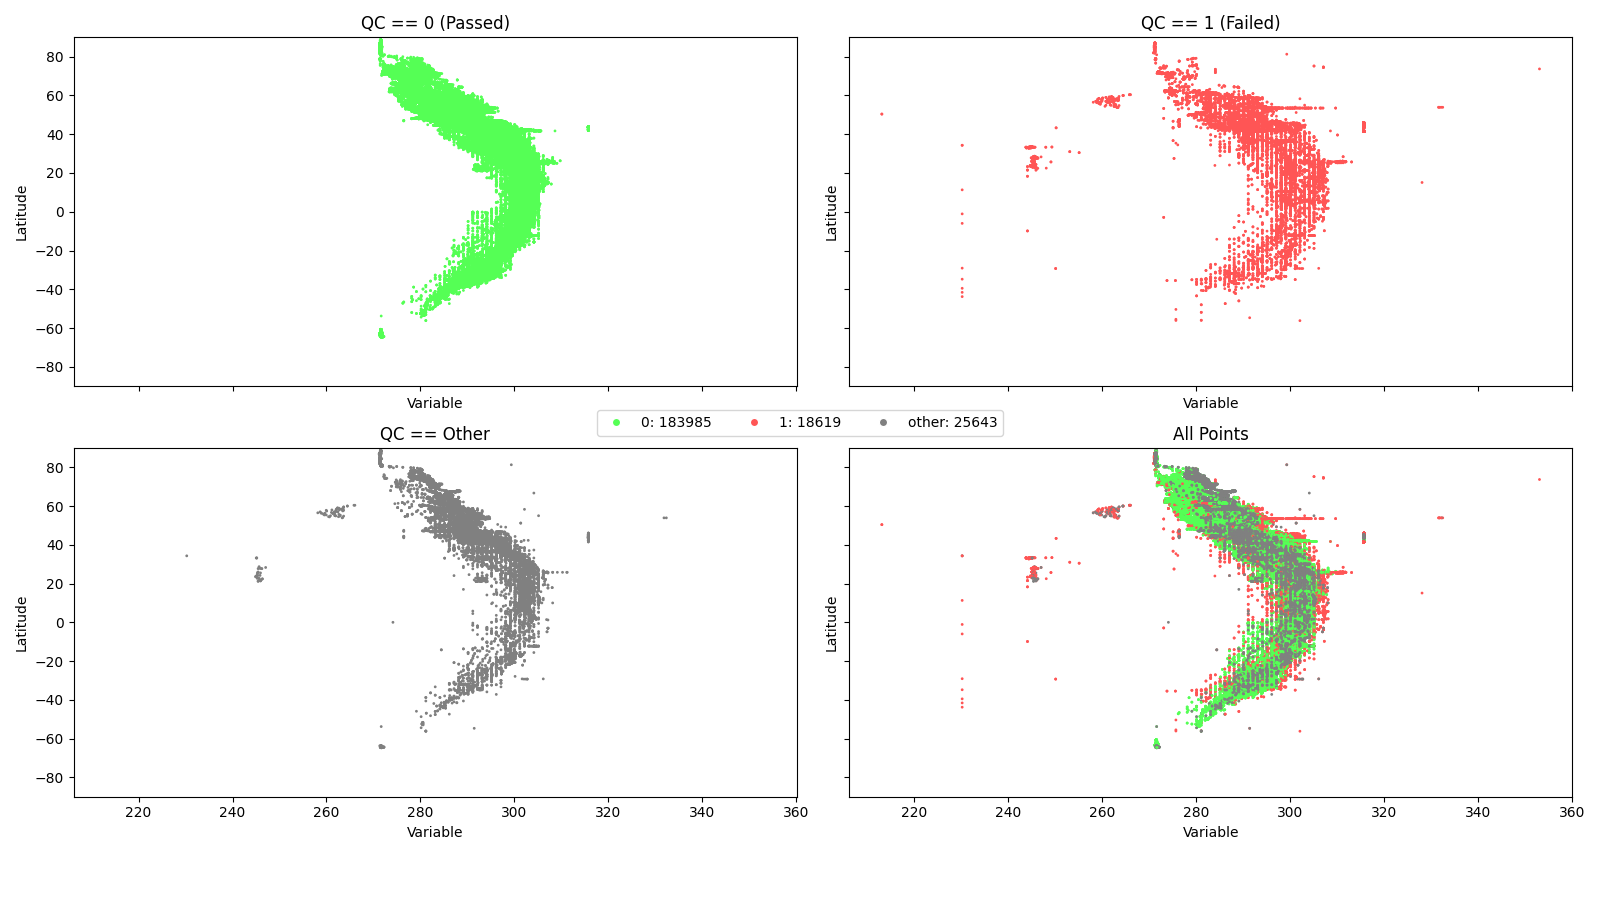 QC == 0 (Passed)
QC == 1 (Failed)
80
60
40
20
0
−20
−40
−60
−80
Latitude
Latitude
Variable
Variable
0: 183985 1: 18619 other: 25643
QC == Other
All Points
80
60
40
20
0
−20
−40
−60
−80
Latitude
Latitude
220 240 260 280 300 320 340 360
220 240 260 280 300 320 340 360
Variable
Variable